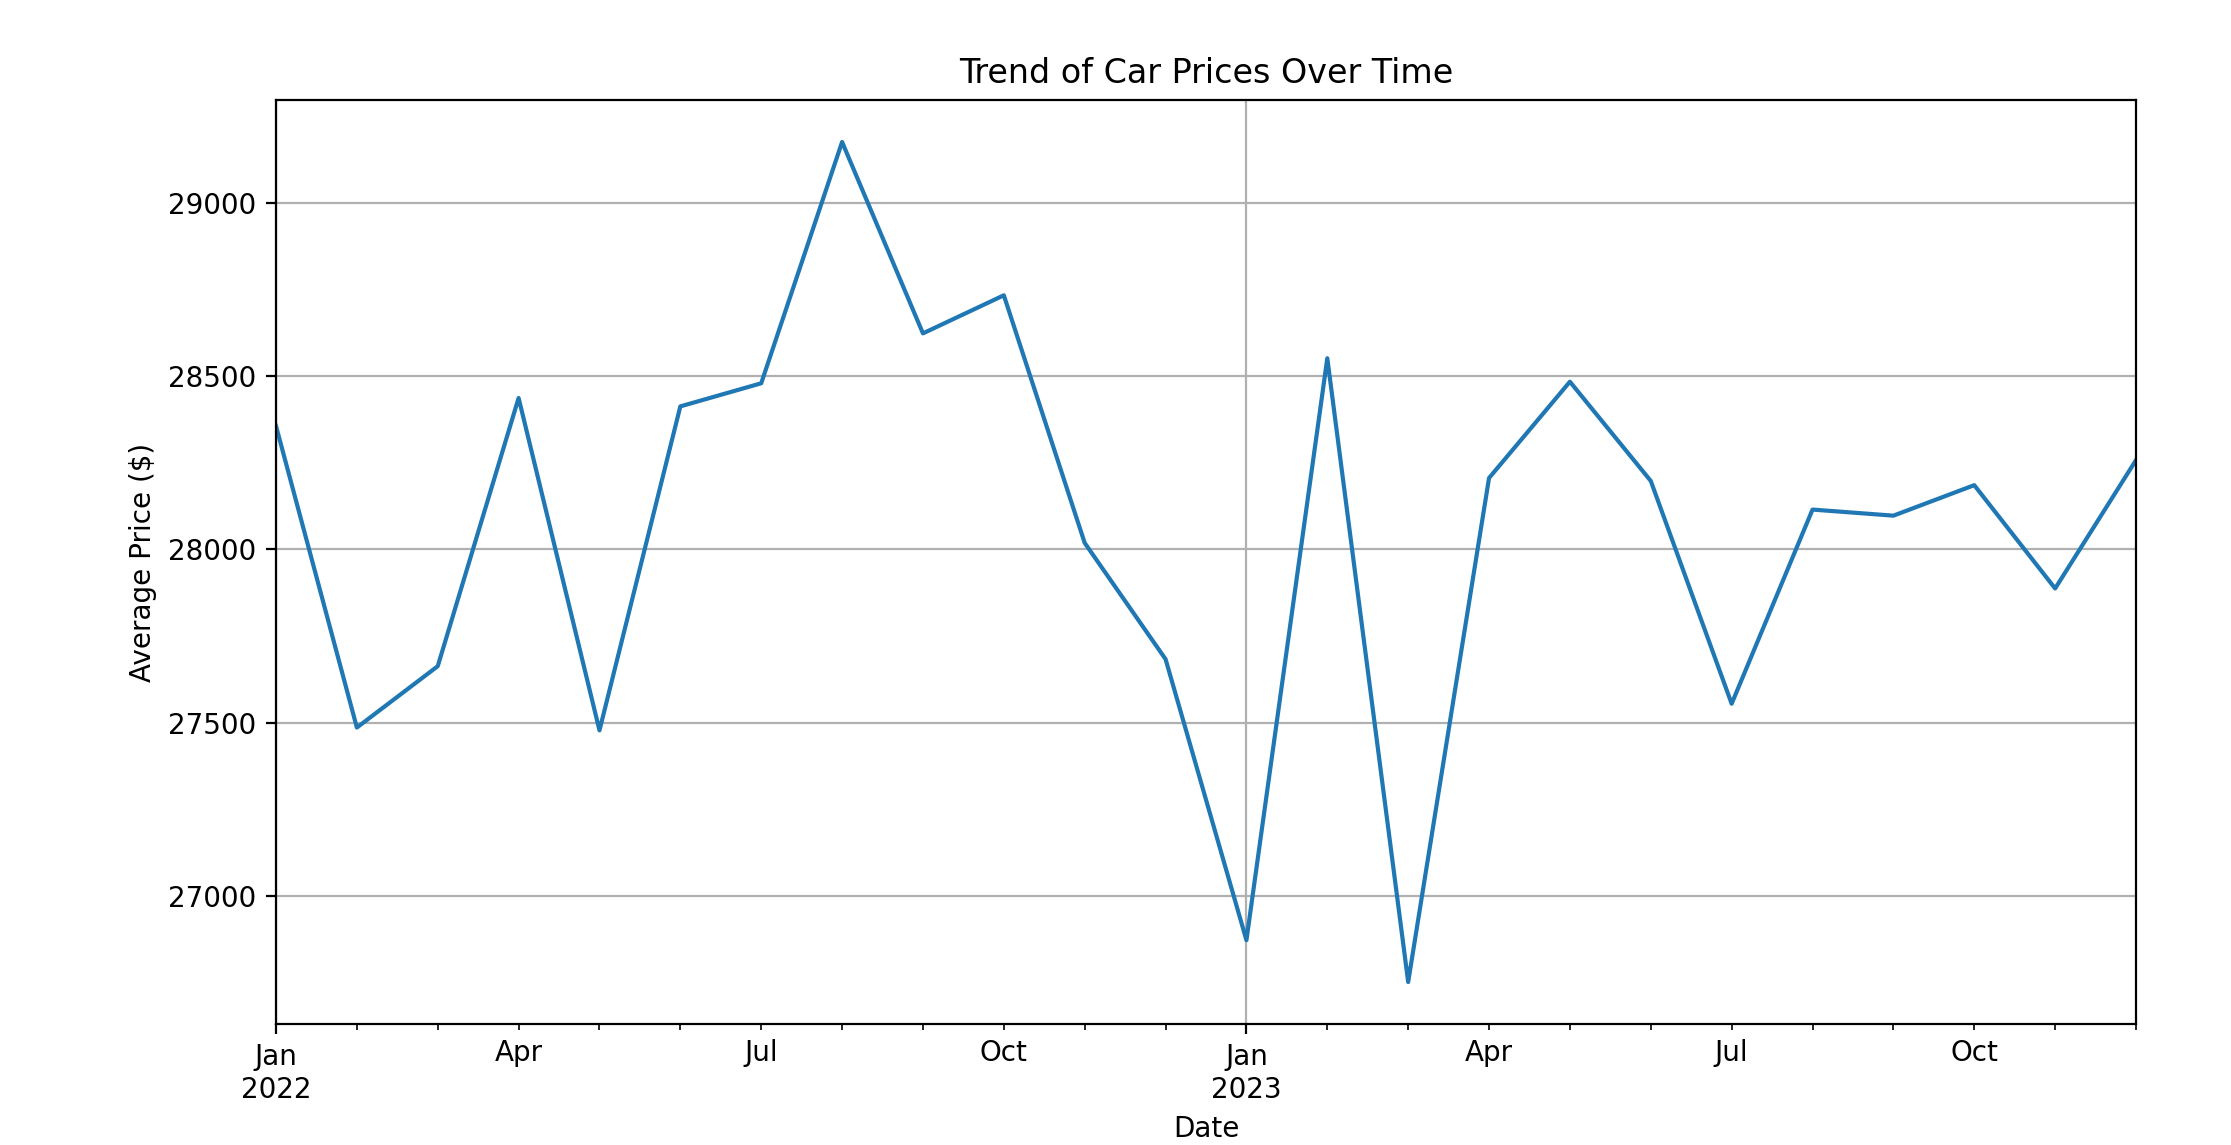 Trend of Car Prices Over Time
29000
28500
28000
27500
27000
Average Price ($)
Jan Apr Jul Oct Jan Apr Jul Oct
2022 2023
Date